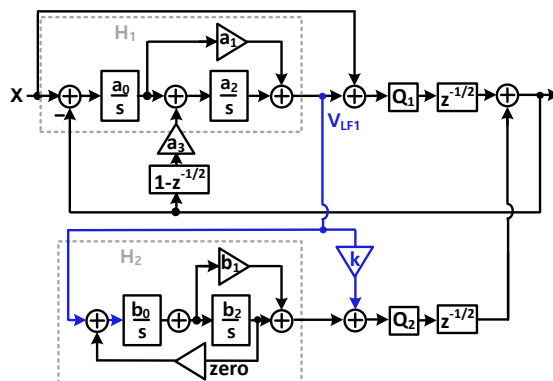 H₁
a₁
X
−
a₀
s
a₂
s
Q₁
z⁻¹/²
V_LF1
a₃
1-z⁻¹/²
H₂
k
b₁
b₀
s
b₂
s
Q₂
z⁻¹/²
zero